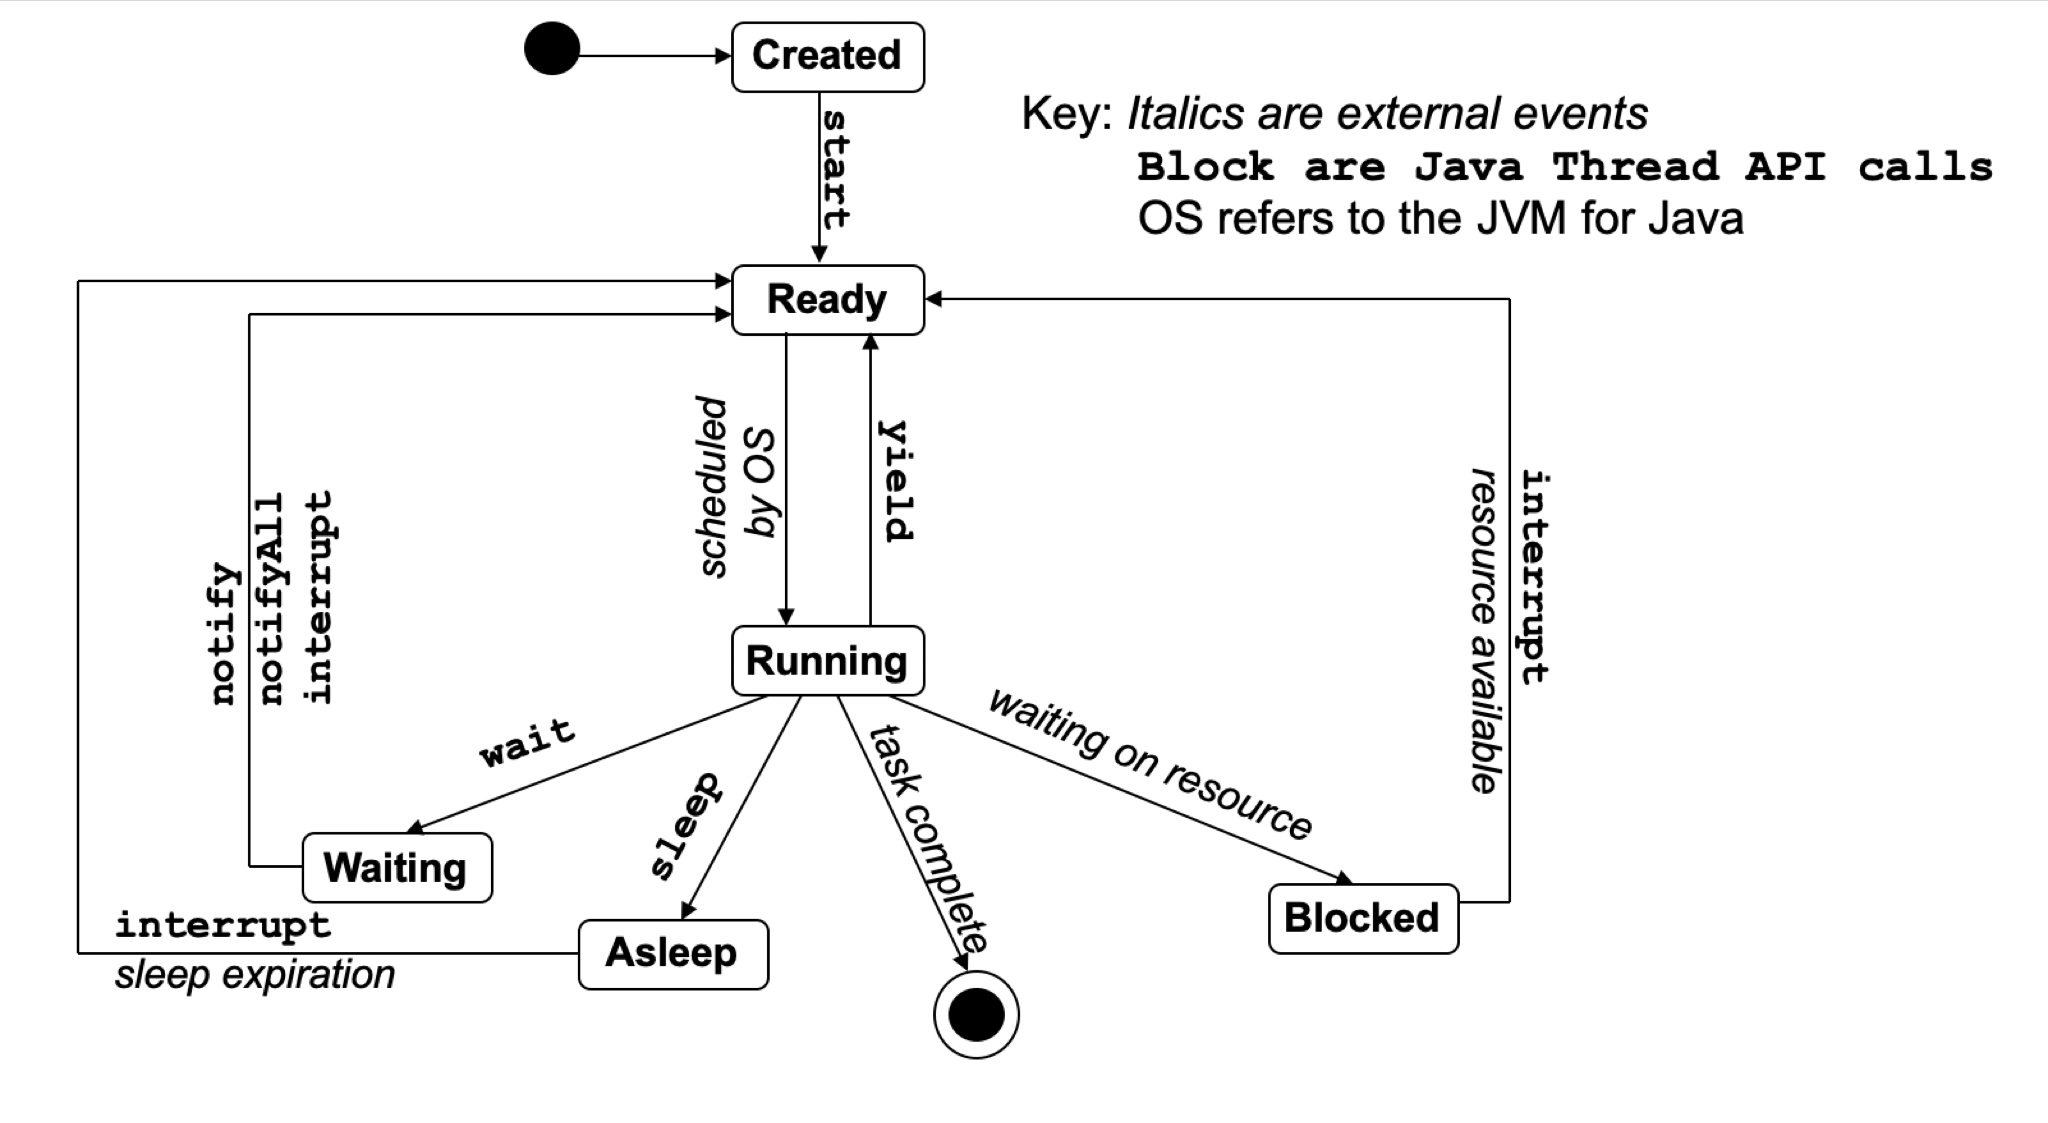 Created
Key: Italics are external events
Block are Java Thread API calls
OS refers to the JVM for Java
start
Ready
scheduled
by OS
yield
notify
notifyAll
interrupt
interrupt
resource available
Running
wait
sleep
task complete
waiting on resource
Waiting
interrupt
sleep expiration
Asleep
Blocked